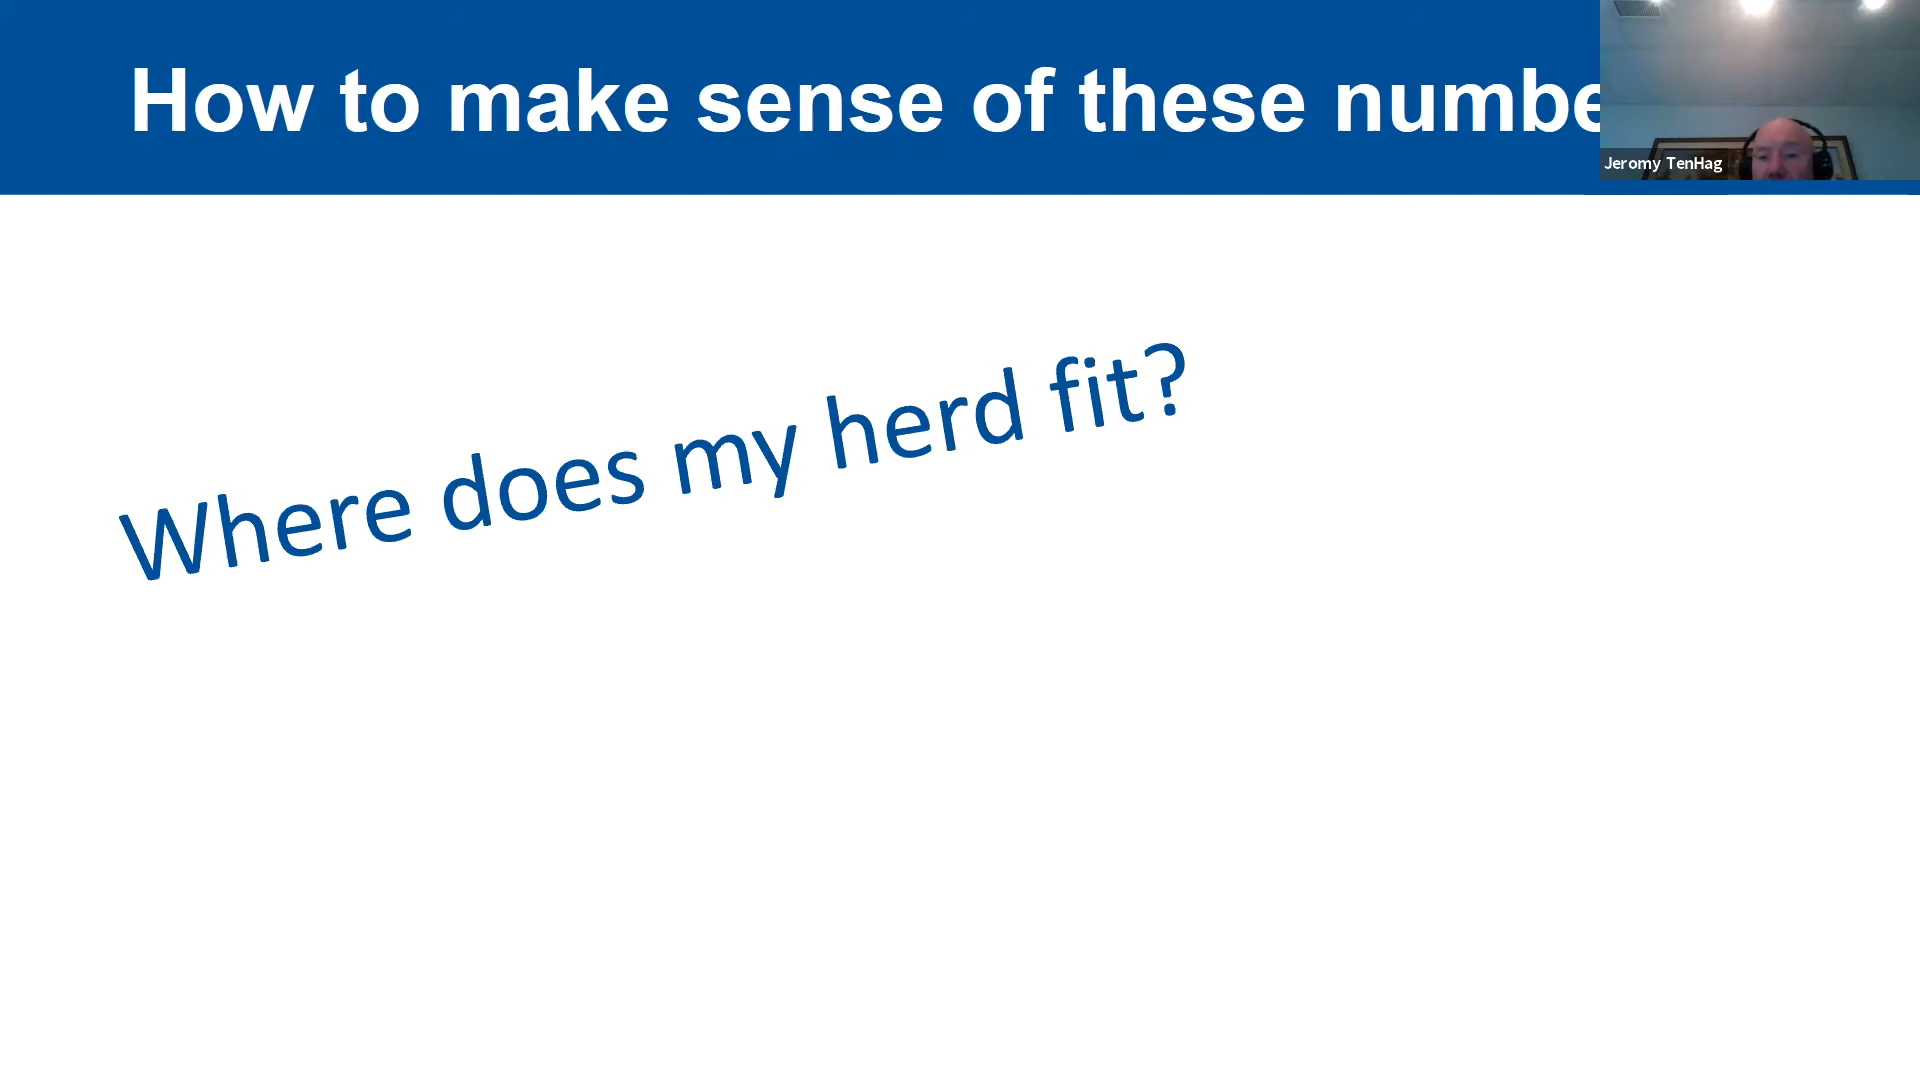 How to make sense of these numbe
Jeromy TenHag
Where does my herd fit?